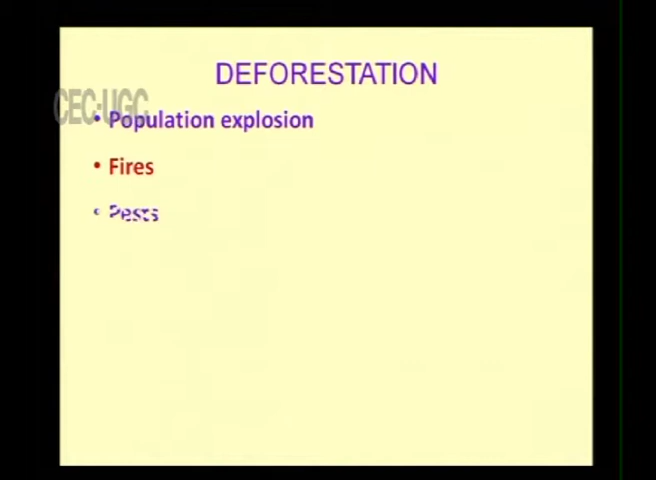 DEFORESTATION
CEC-UGC
• Population explosion
• Fires
• Pests